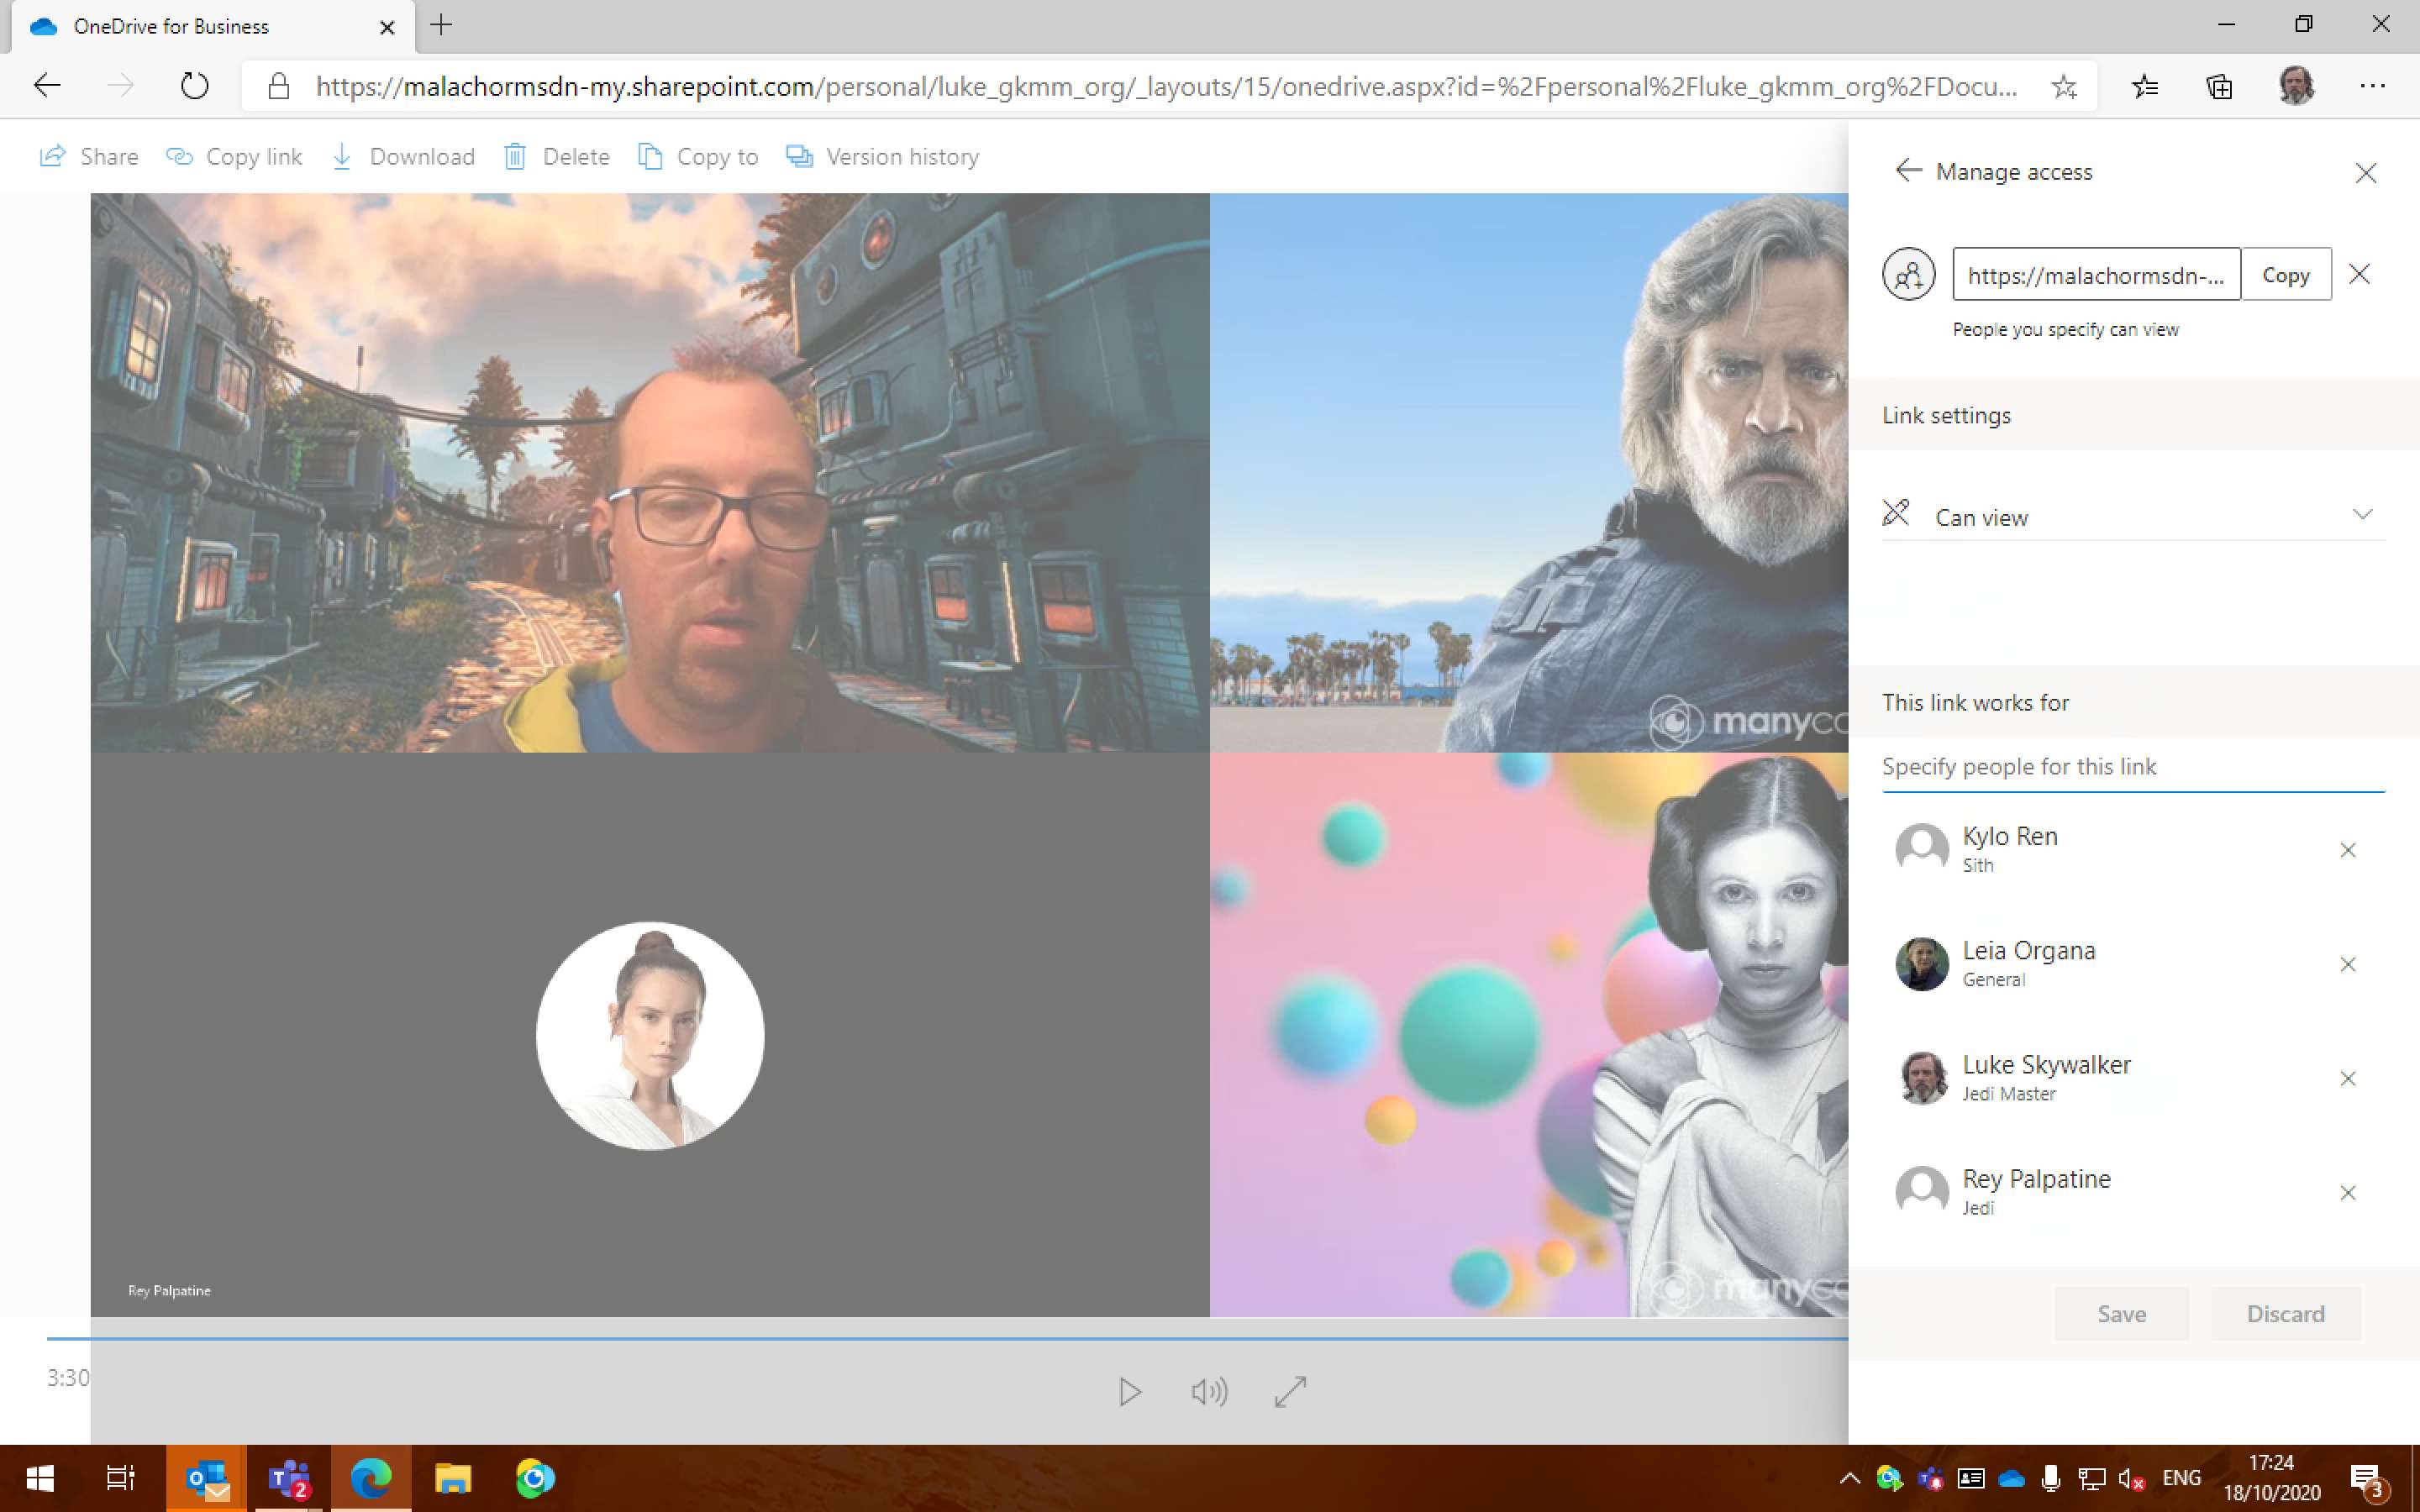 OneDrive for Business
https://malachormsdn-my.sharepoint.com/personal/luke_gkmm_org/_layouts/15/onedrive.aspx?id=%2Fpersonal%2Fluke_gkmm_org%2FDocu...
Share
Copy link
Download
Delete
Copy to
Version history
Manage access
https://malachormsdn-...
Copy
People you specify can view
Link settings
Can view
manyc
This link works for
Specify people for this link
Kylo Ren
Sith
Leia Organa
General
Luke Skywalker
Jedi Master
Rey Palpatine
Jedi
Rey Palpatine
manyc
Save
Discard
3:30
2
ENG
17:24
18/10/2020
3